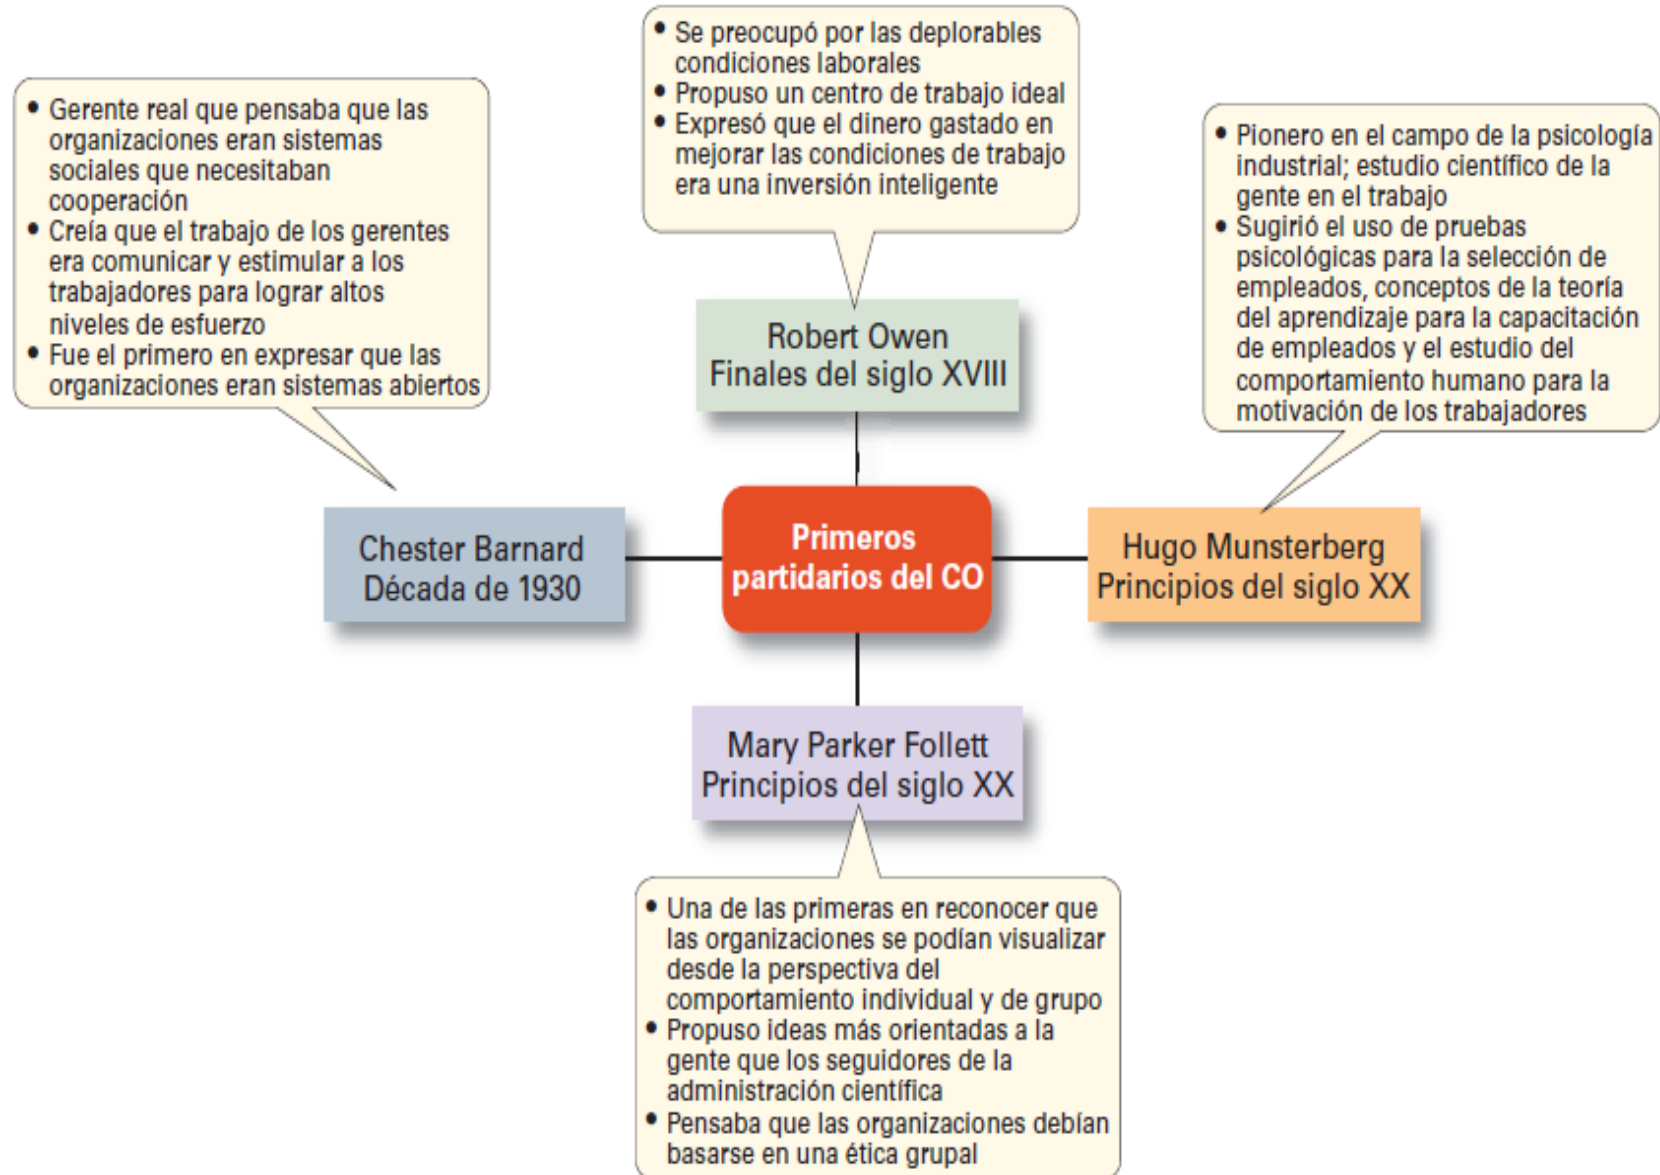 • Se preocupó por las deplorables
condiciones laborales
• Propuso un centro de trabajo ideal
• Expresó que el dinero gastado en
mejorar las condiciones de trabajo
era una inversión inteligente
• Gerente real que pensaba que las
organizaciones eran sistemas
sociales que necesitaban
cooperación
• Creía que el trabajo de los gerentes
era comunicar y estimular a los
trabajadores para lograr altos
niveles de esfuerzo
• Fue el primero en expresar que las
organizaciones eran sistemas abiertos
• Pionero en el campo de la psicología
industrial; estudio científico de la
gente en el trabajo
• Sugirió el uso de pruebas
psicológicas para la selección de
empleados, conceptos de la teoría
del aprendizaje para la capacitación
de empleados y el estudio del
comportamiento humano para la
motivación de los trabajadores
Robert Owen
Finales del siglo XVIII
Chester Barnard
Década de 1930
Primeros
partidarios del CO
Hugo Munsterberg
Principios del siglo XX
Mary Parker Follett
Principios del siglo XX
• Una de las primeras en reconocer que
las organizaciones se podían visualizar
desde la perspectiva del
comportamiento individual y de grupo
• Propuso ideas más orientadas a la
gente que los seguidores de la
administración científica
• Pensaba que las organizaciones debían
basarse en una ética grupal